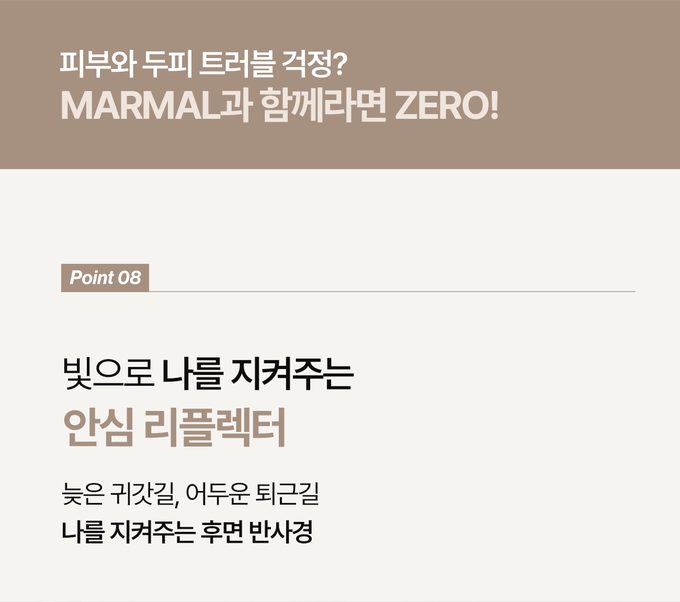 피부와 두피 트러블 걱정?
MARMAL과 함께라면 ZERO!
Point 08
빛으로 나를 지켜주는
안심 리플렉터
늦은 귀갓길, 어두운 퇴근길
나를 지켜주는 후면 반사경